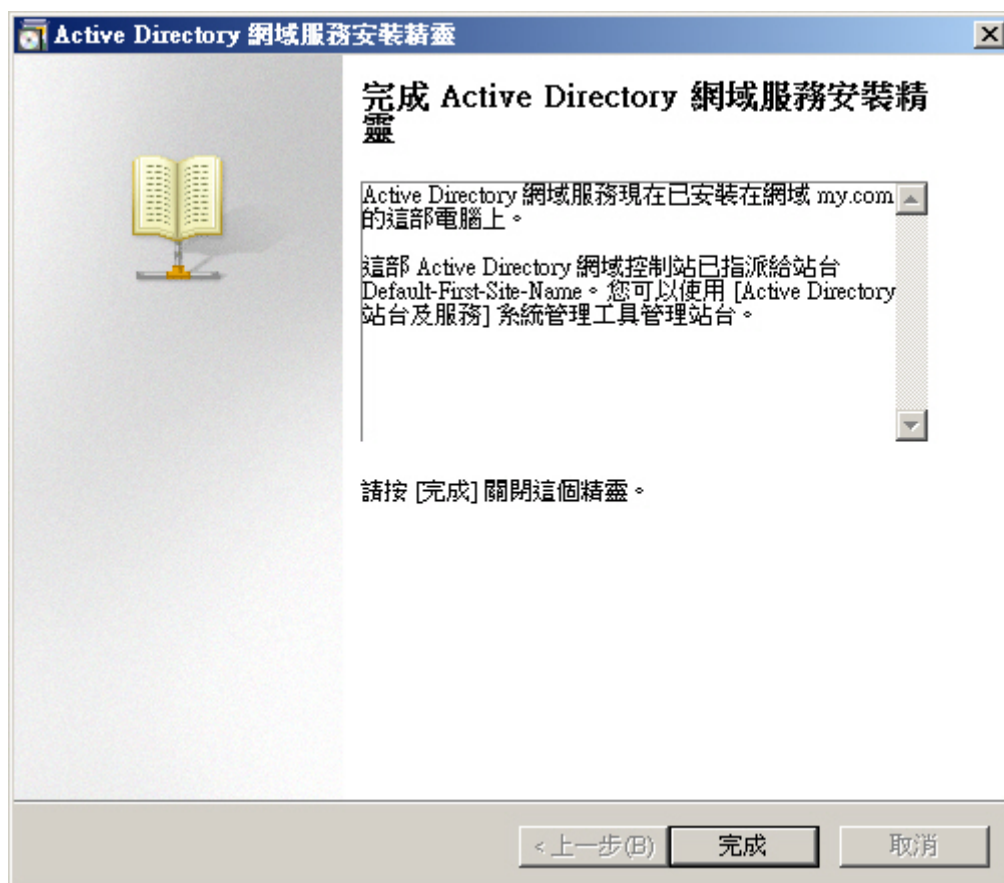 Active Directory 網域服務安裝精靈
完成 Active Directory 網域服務安裝精
靈
Active Directory 網域服務現在已安裝在網域 my.com
的這部電腦上。
這部 Active Directory 網域控制站已指派給站台
Default-First-Site-Name。您可以使用 [Active Directory
站台及服務] 系統管理工具管理站台。
請按 [完成] 關閉這個精靈。
< 上一步(B)
完成
取消